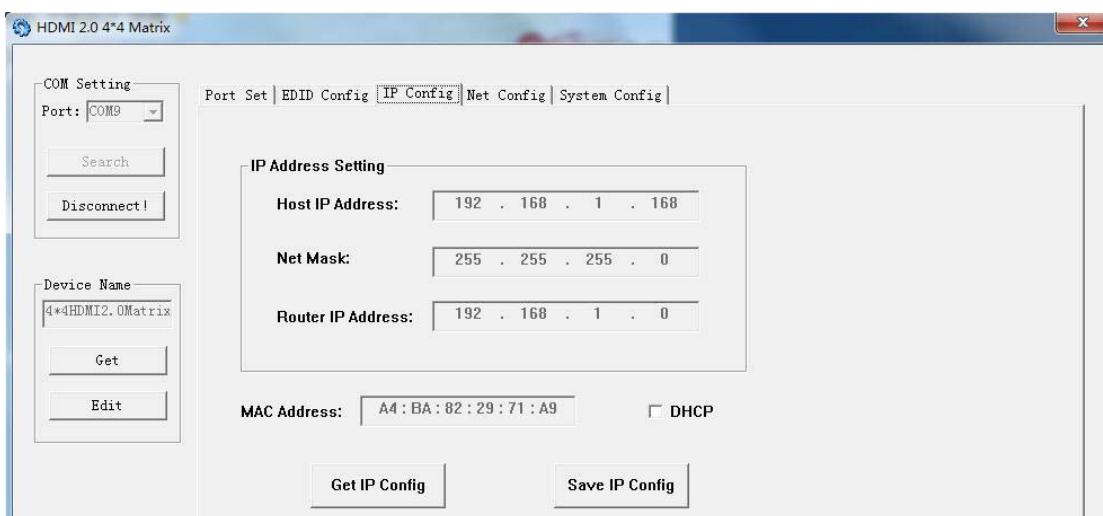 HDMI 2.0 4*4 Matrix
COM Setting
Port: COM9
Search
Disconnect!
Device Name
4*4HDMI2.0Matrix
Get
Edit
Port Set | EDID Config | IP Config | Net Config | System Config
IP Address Setting
Host IP Address: 192 . 168 . 1 . 168
Net Mask: 255 . 255 . 255 . 0
Router IP Address: 192 . 168 . 1 . 0
MAC Address: A4 : BA : 82 : 29 : 71 : A9 DHCP
Get IP Config Save IP Config